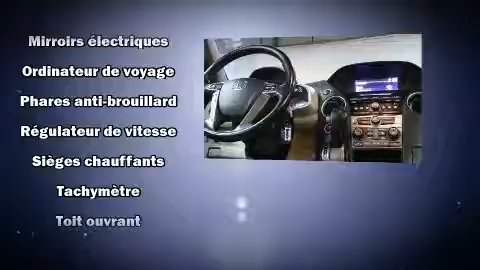 Mirroirs électriques
Ordinateur de voyage
Phares anti-brouillard
Régulateur de vitesse
Sièges chauffants
Tachymètre
Toit ouvrant